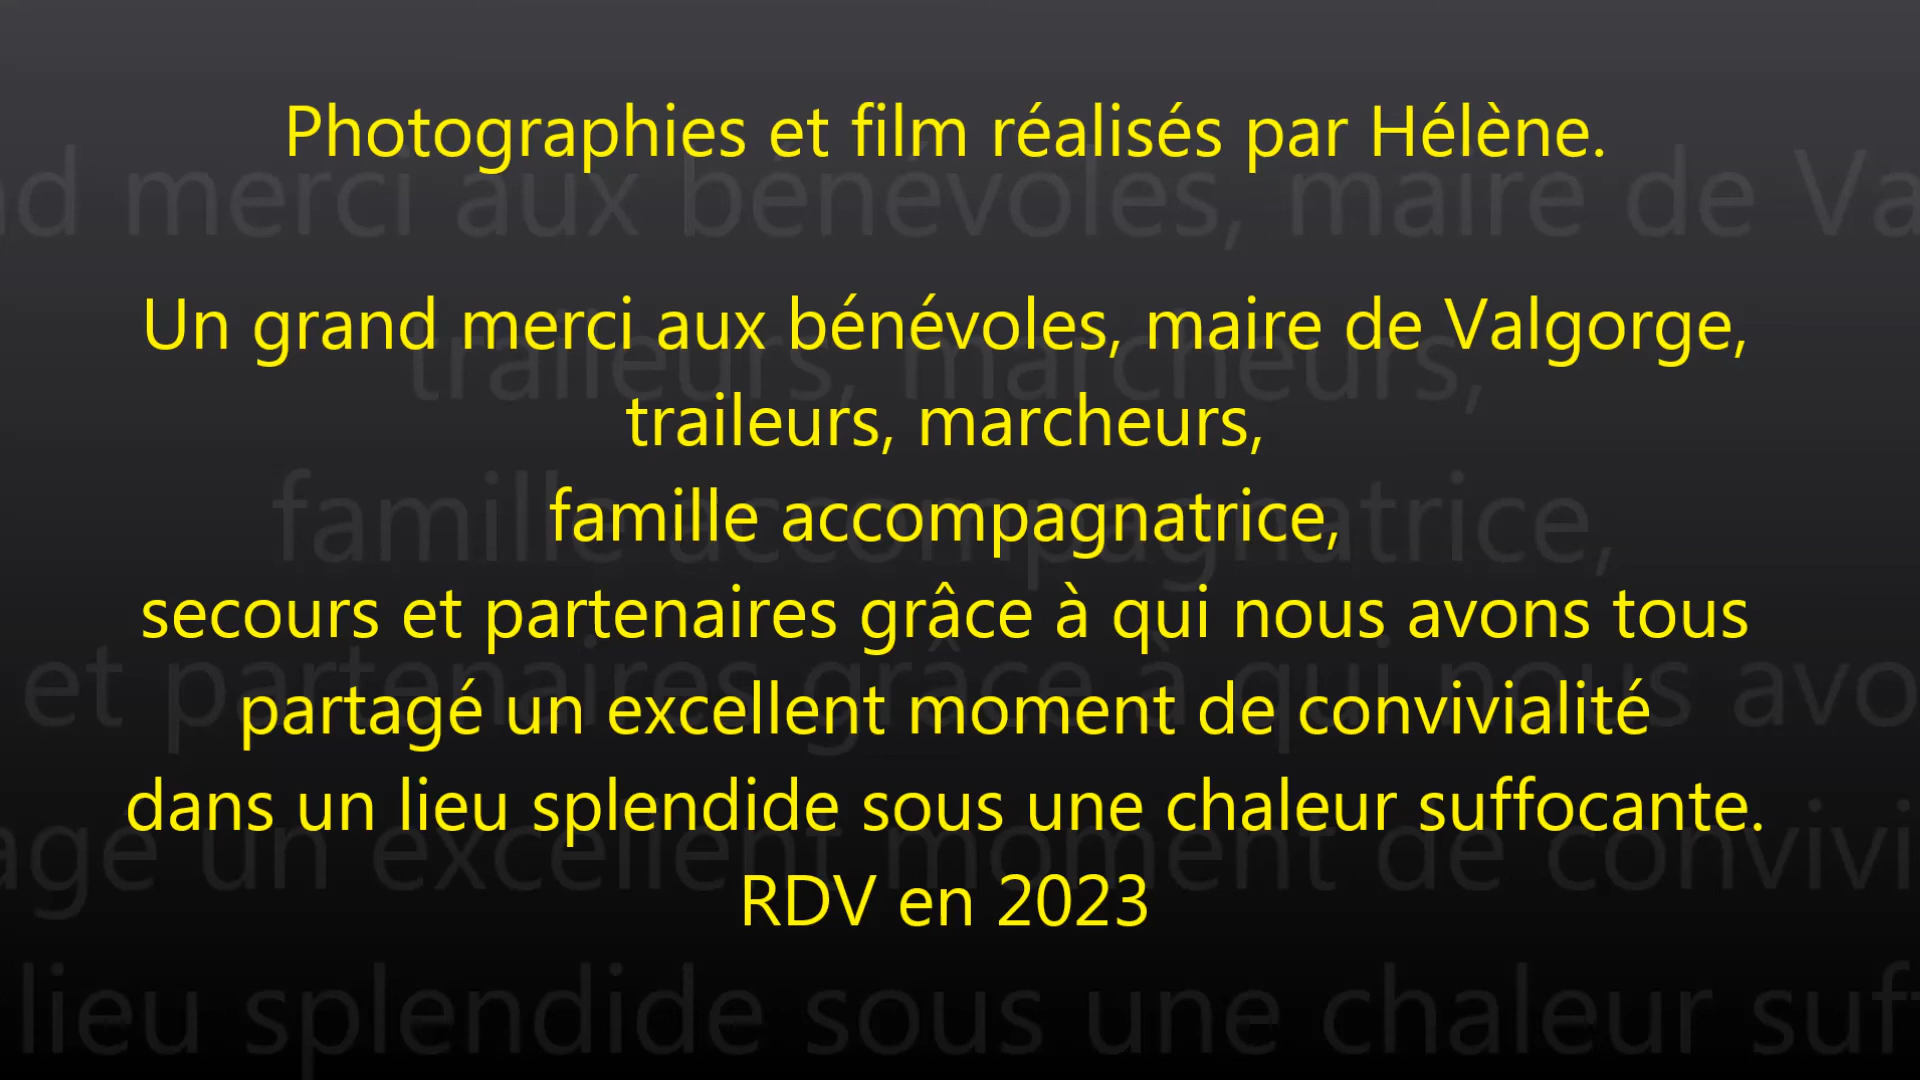 Photographies et film réalisés par Hélène.
Un grand merci aux bénévoles, maire de Valgorge,
traileurs, marcheurs,
famille accompagnatrice,
secours et partenaires grâce à qui nous avons tous
partagé un excellent moment de convivialité
dans un lieu splendide sous une chaleur suffocante.
RDV en 2023